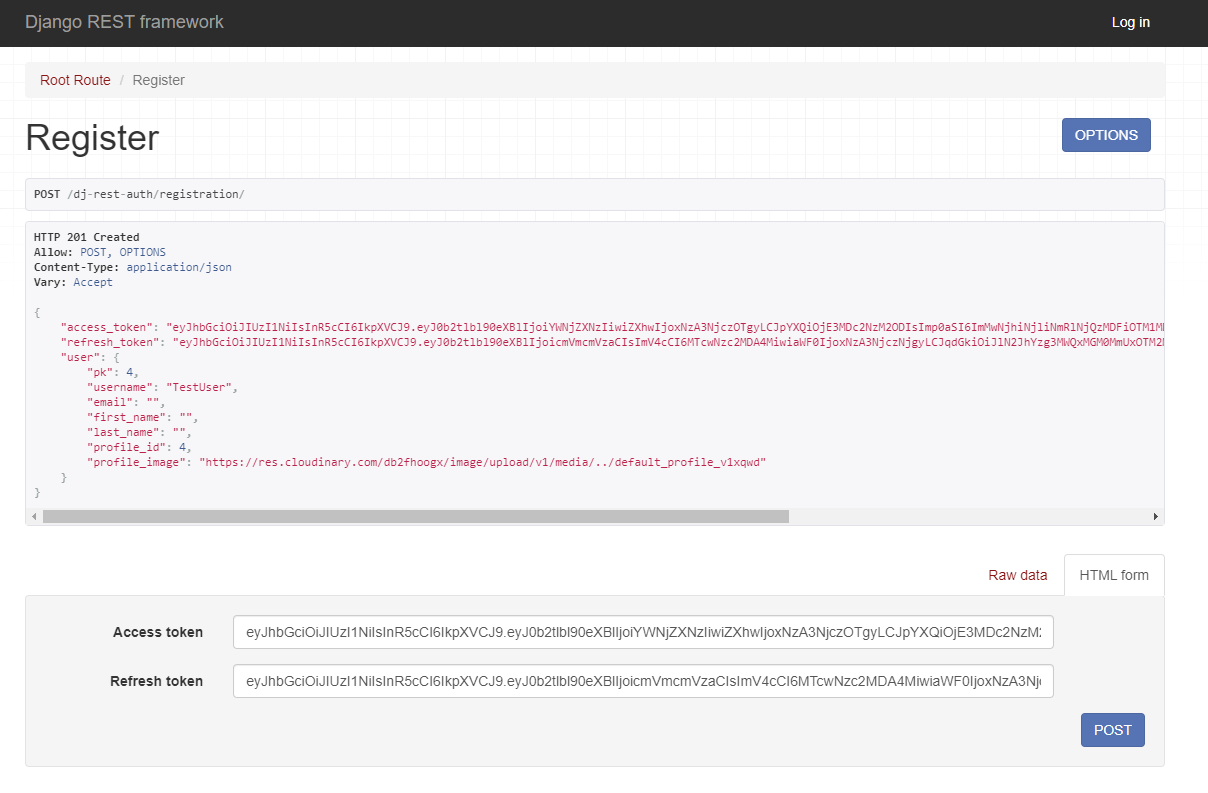 Django REST framework
Log in
Root Route / Register
Register
OPTIONS
POST /dj-rest-auth/registration/
HTTP 201 Created
Allow: POST, OPTIONS
Content-Type: application/json
Vary: Accept
{
    "access_token": "eyJhbGciOiJIUzI1NiIsInR5cCI6IkpXVCJ9.eyJ0b2tlbl90eXBlIjoiYWNjZXNzIiwiZXhwIjoxNzA3NjczOTgyLCJpYXQiOjE3MDc2NzM2ODIsImp0aSI6ImMwNjhiNjliNmRlNjQzMDFiOTM1M
    "refresh_token": "eyJhbGciOiJIUzI1NiIsInR5cCI6IkpXVCJ9.eyJ0b2tlbl90eXBlIjoicmVmcmVzaCIsImV4cCI6MTcwNzc2MDA4MiwiaWF0IjoxNzA3NjczNjgyLCJqdGkiOiJlN2JhYzg3MWQxMGM0MmUxOTM2M
    "user": {
        "pk": 4,
        "username": "TestUser",
        "email": "",
        "first_name": "",
        "last_name": "",
        "profile_id": 4,
        "profile_image": "https://res.cloudinary.com/db2fhoogx/image/upload/v1/media/../default_profile_v1xqwd"
    }
}
Raw data
HTML form
Access token
eyJhbGciOiJIUzI1NiIsInR5cCI6IkpXVCJ9.eyJ0b2tlbl90eXBlIjoiYWNjZXNzIiwiZXhwIjoxNzA3NjczOTgyLCJpYXQiOjE3MDc2NzM2
Refresh token
eyJhbGciOiJIUzI1NiIsInR5cCI6IkpXVCJ9.eyJ0b2tlbl90eXBlIjoicmVmcmVzaCIsImV4cCI6MTcwNzc2MDA4MiwiaWF0IjoxNzA3Nj
POST